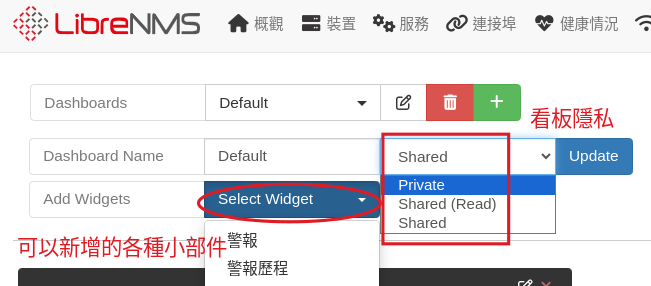 LibreNMS 概觀 裝置 服務 連接埠 健康情況
Dashboards Default
看板隱私
Dashboard Name Default Shared Update
Private
Add Widgets Select Widget Shared (Read)
Shared
可以新增的各種小部件 警報
警報歷程